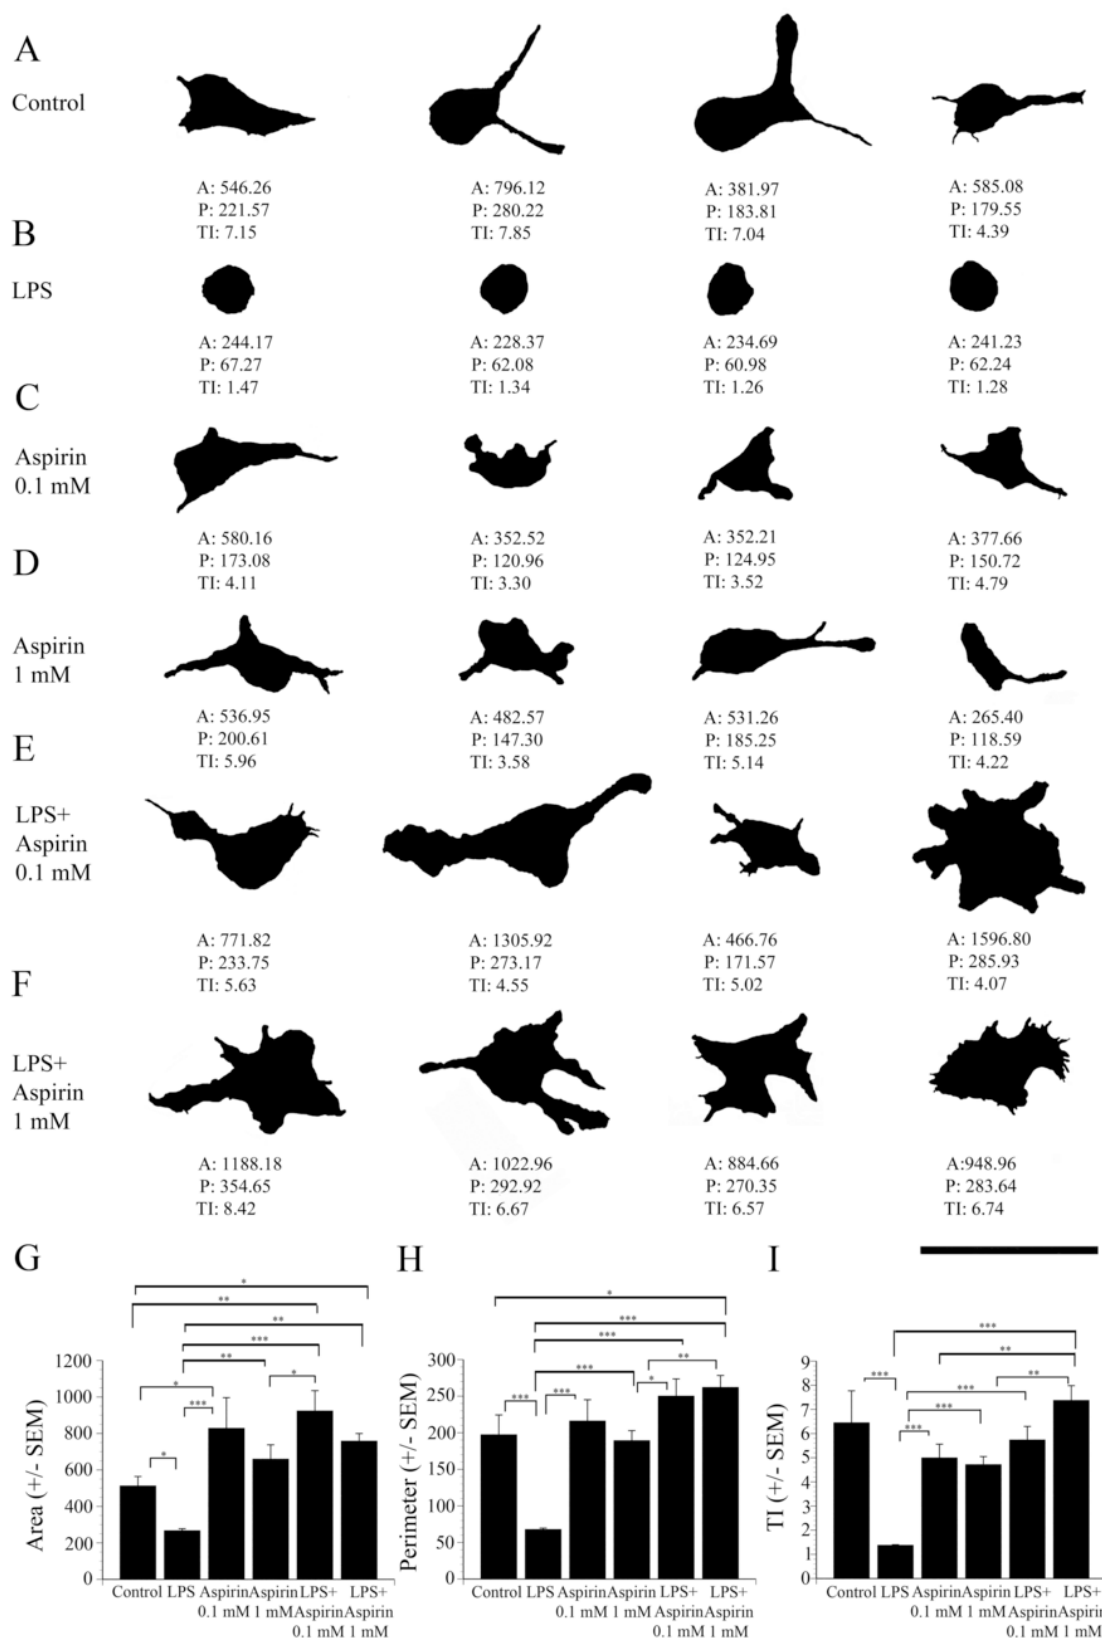 A
Control
A: 546.26
P: 221.57
TI: 7.15
A: 796.12
P: 280.22
TI: 7.85
A: 381.97
P: 183.81
TI: 7.04
A: 585.08
P: 179.55
TI: 4.39
B
LPS
A: 244.17
P: 67.27
TI: 1.47
A: 228.37
P: 62.08
TI: 1.34
A: 234.69
P: 60.98
TI: 1.26
A: 241.23
P: 62.24
TI: 1.28
C
Aspirin
0.1 mM
A: 580.16
P: 173.08
TI: 4.11
A: 352.52
P: 120.96
TI: 3.30
A: 352.21
P: 124.95
TI: 3.52
A: 377.66
P: 150.72
TI: 4.79
D
Aspirin
1 mM
A: 536.95
P: 200.61
TI: 5.96
A: 482.57
P: 147.30
TI: 3.58
A: 531.26
P: 185.25
TI: 5.14
A: 265.40
P: 118.59
TI: 4.22
E
LPS+
Aspirin
0.1 mM
A: 771.82
P: 233.75
TI: 5.63
A: 1305.92
P: 273.17
TI: 4.55
A: 466.76
P: 171.57
TI: 5.02
A: 1596.80
P: 285.93
TI: 4.07
F
LPS+
Aspirin
1 mM
A: 1188.18
P: 354.65
TI: 8.42
A: 1022.96
P: 292.92
TI: 6.67
A: 884.66
P: 270.35
TI: 6.57
A:948.96
P: 283.64
TI: 6.74
G
*
**
**
***
**
*
*
***
*
Area (+/- SEM)
1200
1000
800
600
400
200
0
Control LPS Aspirin Aspirin LPS+ LPS+
0.1 mM 1 mM Aspirin Aspirin
0.1 mM 1 mM
H
*
***
***
***
**
***
***
*
Perimeter (+/- SEM)
300
250
200
150
100
50
0
Control LPS Aspirin Aspirin LPS+ LPS+
0.1 mM 1 mM Aspirin Aspirin
0.1 mM 1 mM
I
***
**
***
***
**
***
***
TI (+/- SEM)
9
8
7
6
5
4
3
2
1
0
Control LPS Aspirin Aspirin LPS+ LPS+
0.1 mM 1 mM Aspirin Aspirin
0.1 mM 1 mM